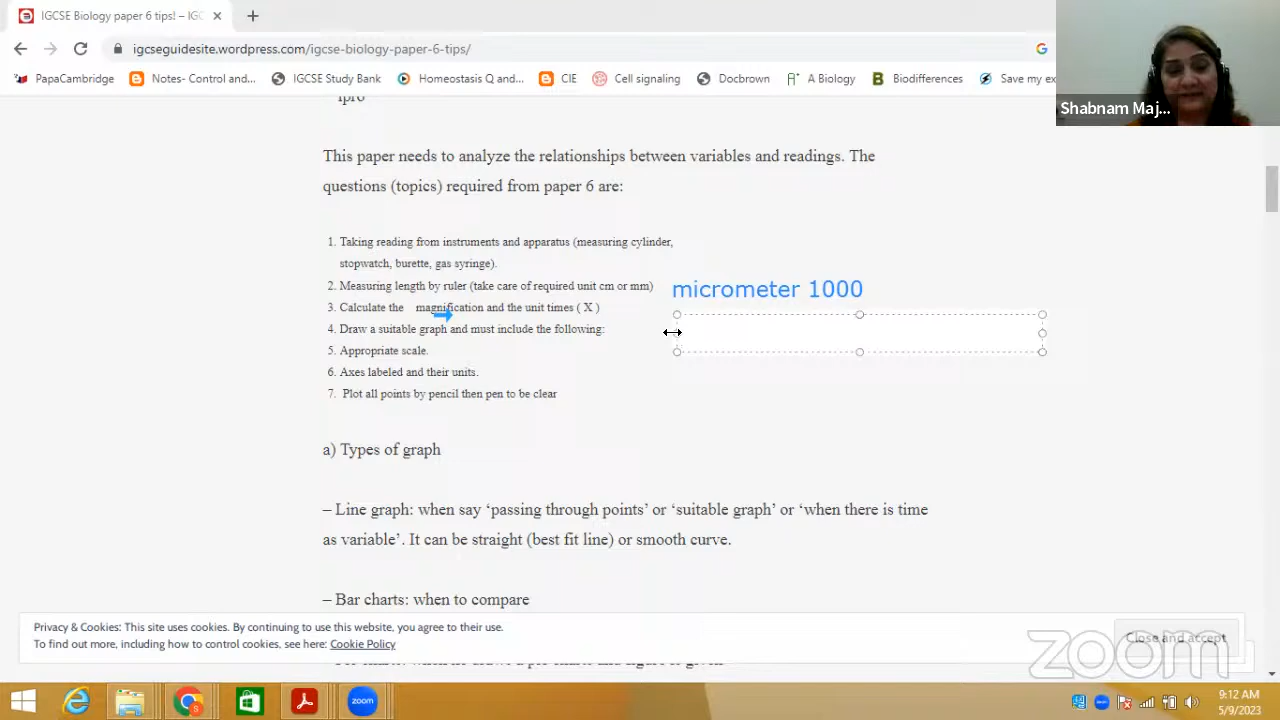 IGCSE Biology paper 6 tips! – IGC
igcseguidesite.wordpress.com/igcse-biology-paper-6-tips/
PapaCambridge
Notes- Control and...
IGCSE Study Bank
Homeostasis Q and...
CIE
Cell signaling
Docbrown
A Biology
Biodifferences
Save my ex
Shabnam Maj...
This paper needs to analyze the relationships between variables and readings. The
questions (topics) required from paper 6 are:
1. Taking reading from instruments and apparatus (measuring cylinder,
stopwatch, burette, gas syringe).
2. Measuring length by ruler (take care of required unit cm or mm)
micrometer 1000
3. Calculate the magnification and the unit times ( X )
4. Draw a suitable graph and must include the following:
5. Appropriate scale.
6. Axes labeled and their units.
7. Plot all points by pencil then pen to be clear
a) Types of graph
– Line graph: when say ‘passing through points’ or ‘suitable graph’ or ‘when there is time
as variable’. It can be straight (best fit line) or smooth curve.
– Bar charts: when to compare
Privacy & Cookies: This site uses cookies. By continuing to use this website, you agree to their use.
To find out more, including how to control cookies, see here: Cookie Policy
Close and accept
zoom
zoom
9:12 AM
5/9/2023